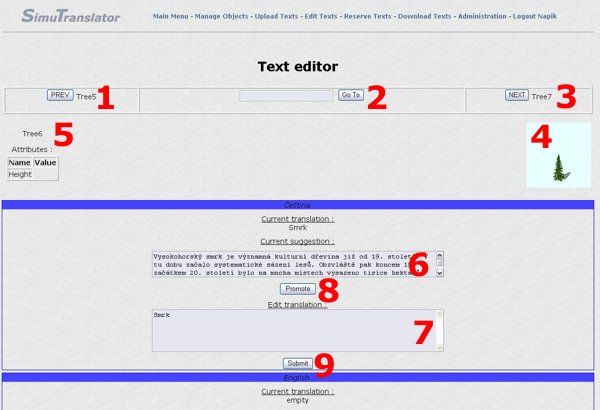 SimuTranslator
Main Menu - Manage Objects - Upload Texts - Edit Texts - Reserve Texts - Download Texts - Administration - Logout Napik
Text editor
PREV Tree5 1
Go To 2
NEXT Tree7 3
Tree6 5
4
Attributes :
Name Value
Height
Čeština
Current translation :
Smrk
Current suggestion :
Vysokohorský smrk je významná kulturní dřevina již od 19. století
tu dobu začalo systematické sázení lesů. Obzvláště pak koncem
začátkem 20. století bylo na mnoha místech vysazeno tisíce hektarů
6
Promote 8
Edit translation :
Smrk
7
Submit 9
English
Current translation :
empty